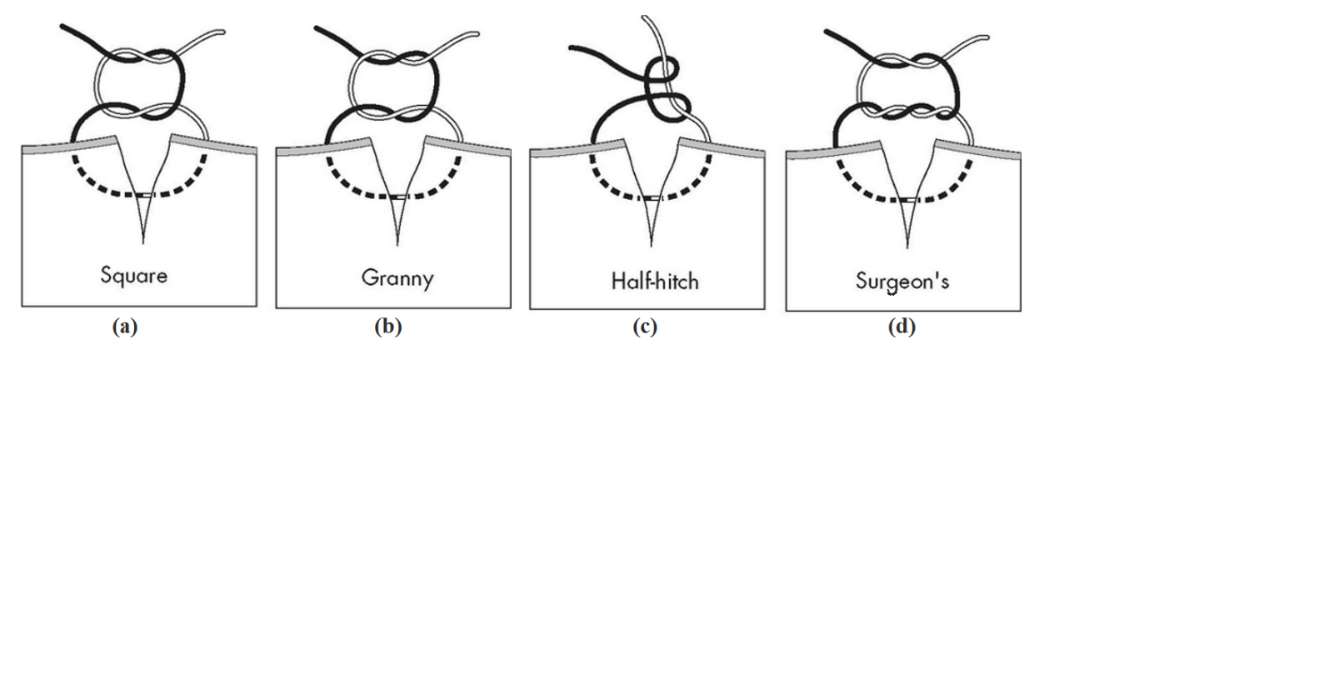 Square
Granny
Half-hitch
Surgeon's
(a)
(b)
(c)
(d)